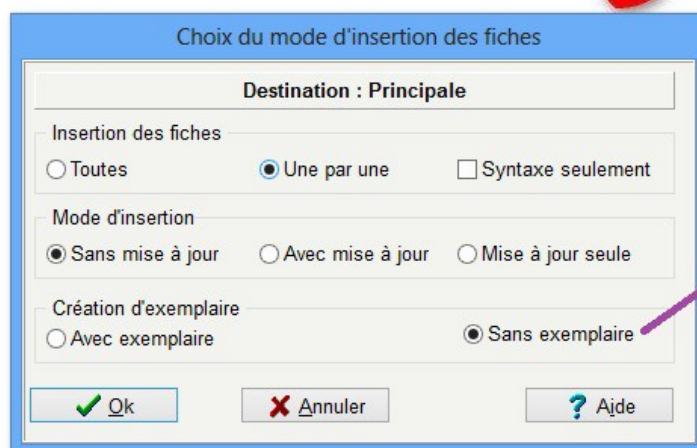 Choix du mode d'insertion des fiches
Destination : Principale
Insertion des fiches
Toutes Une par une Syntaxe seulement
Mode d'insertion
Sans mise à jour Avec mise à jour Mise à jour seule
Création d'exemplaire
Avec exemplaire Sans exemplaire
Ok Annuler Aide